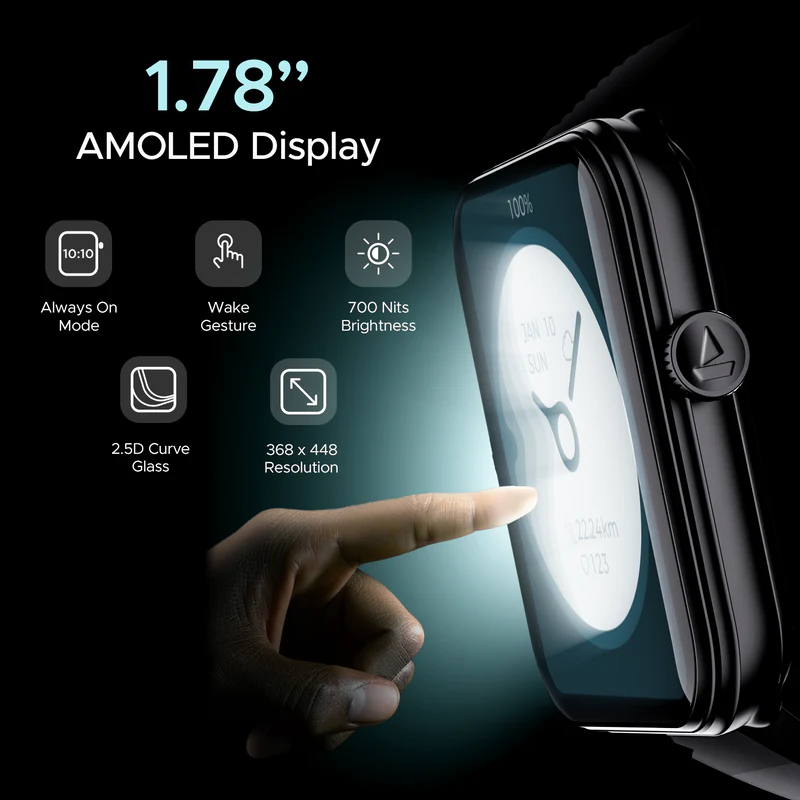 1.78”
AMOLED Display
10:10
Always On
Mode
Wake
Gesture
700 Nits
Brightness
2.5D Curve
Glass
368 x 448
Resolution
100%
JAN 10
SUN
22.24km
123